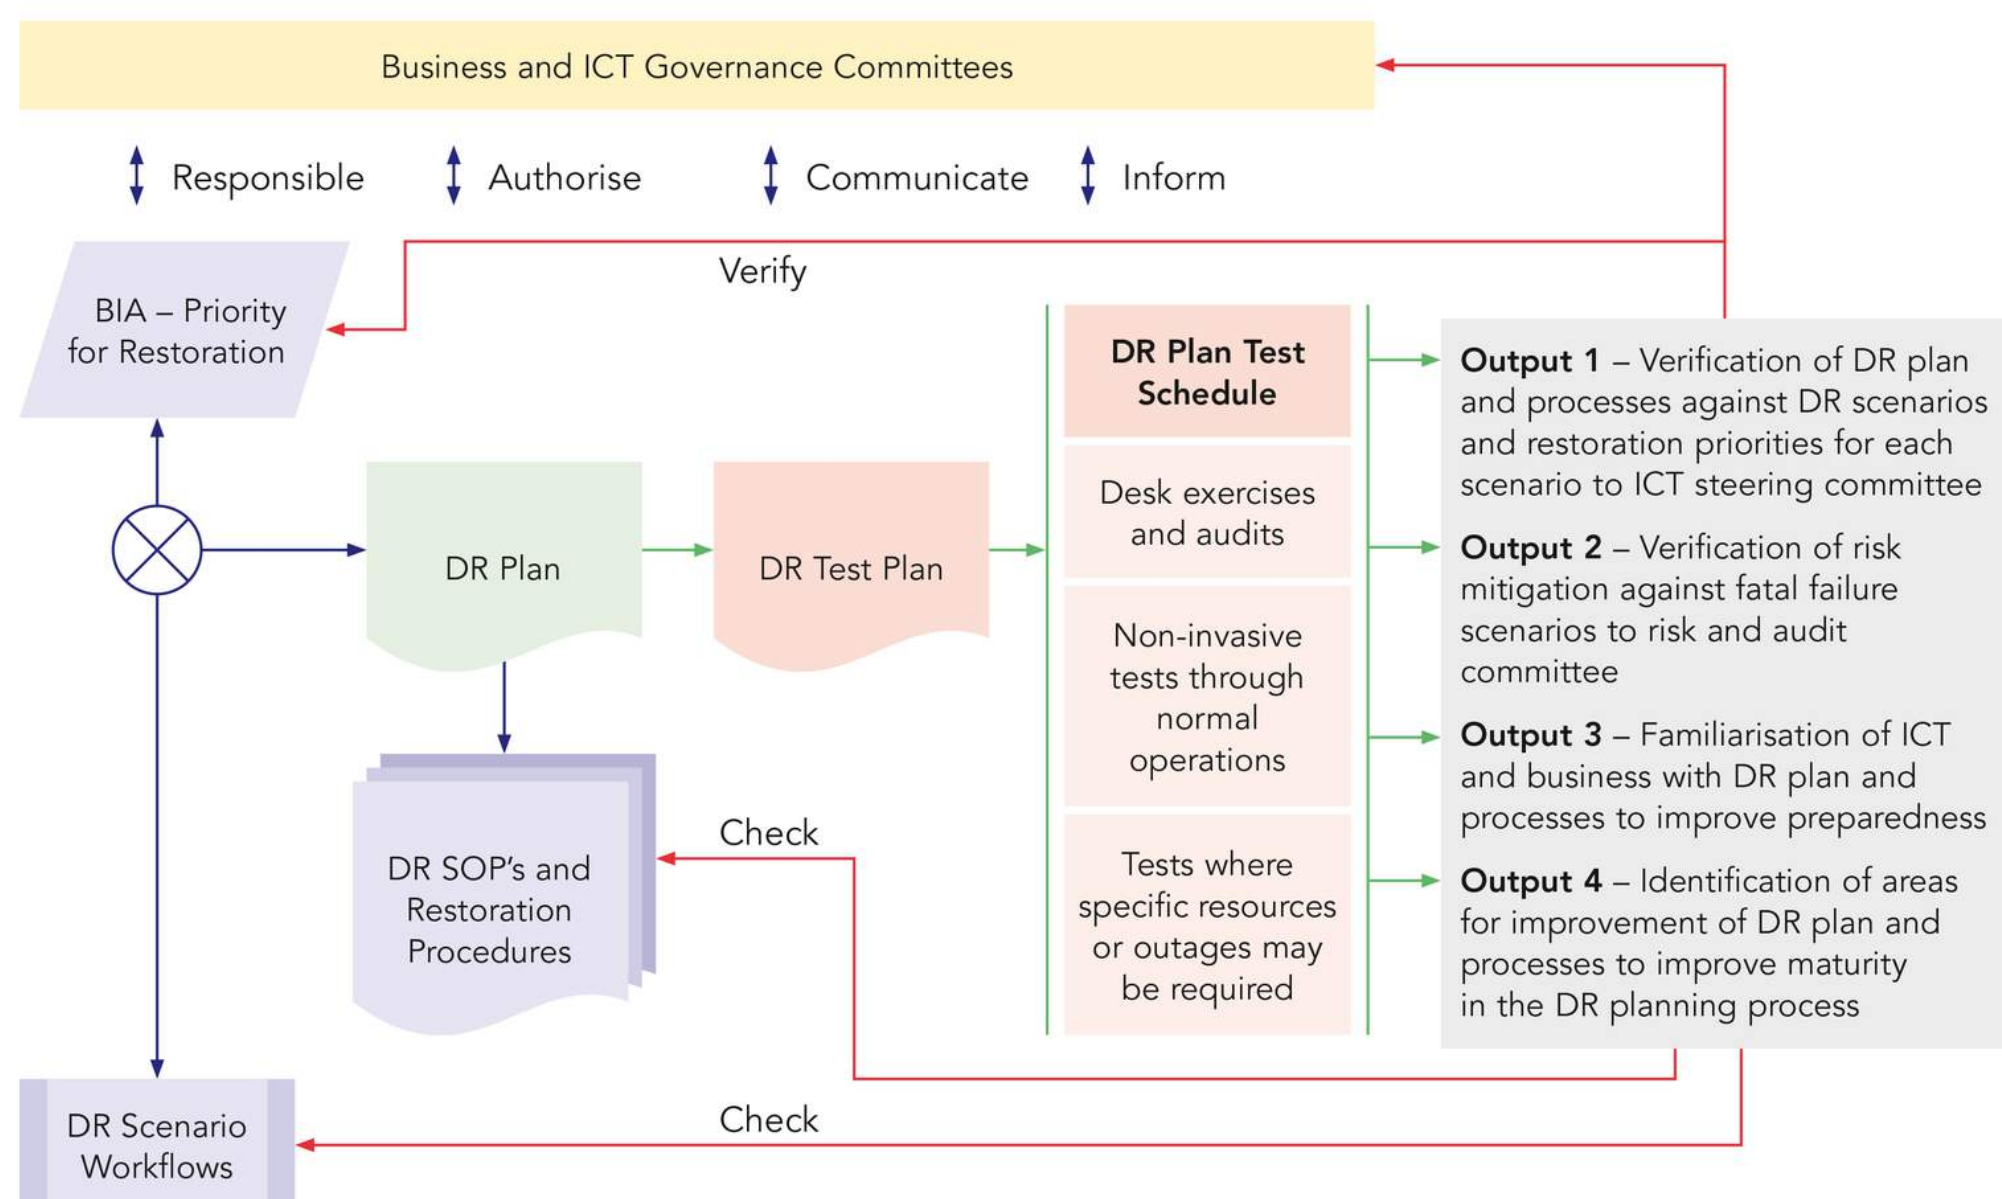 Business and ICT Governance Committees
Responsible
Authorise
Communicate
Inform
Verify
BIA – Priority
for Restoration
DR Plan
DR Test Plan
DR Plan Test
Schedule
Desk exercises
and audits
Non-invasive
tests through
normal
operations
Tests where
specific resources
or outages may
be required
Output 1 – Verification of DR plan
and processes against DR scenarios
and restoration priorities for each
scenario to ICT steering committee
Output 2 – Verification of risk
mitigation against fatal failure
scenarios to risk and audit
committee
Output 3 – Familiarisation of ICT
and business with DR plan and
processes to improve preparedness
Output 4 – Identification of areas
for improvement of DR plan and
processes to improve maturity
in the DR planning process
Check
DR SOP’s and
Restoration
Procedures
Check
DR Scenario
Workflows